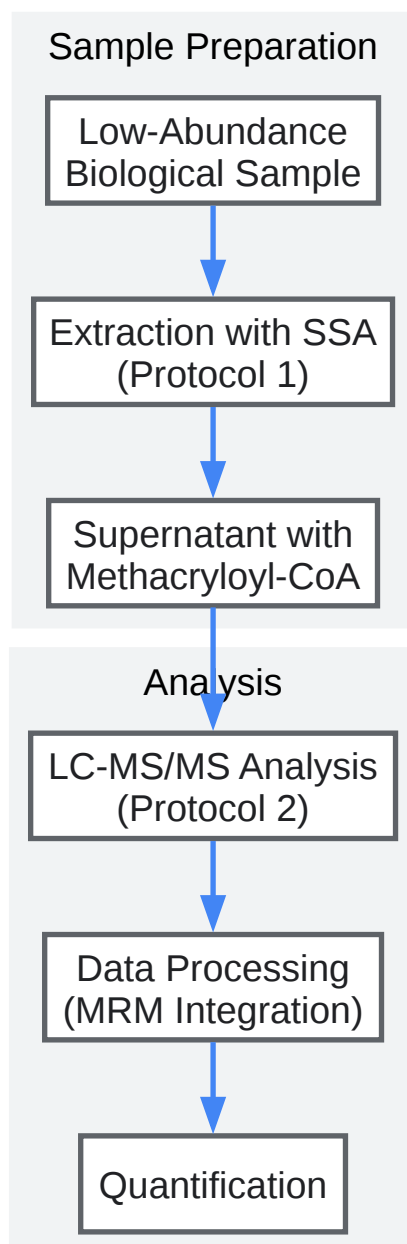 Sample Preparation
Low-Abundance
Biological Sample
Extraction with SSA
(Protocol 1)
Supernatant with
Methacryloyl-CoA
Analysis
LC-MS/MS Analysis
(Protocol 2)
Data Processing
(MRM Integration)
Quantification